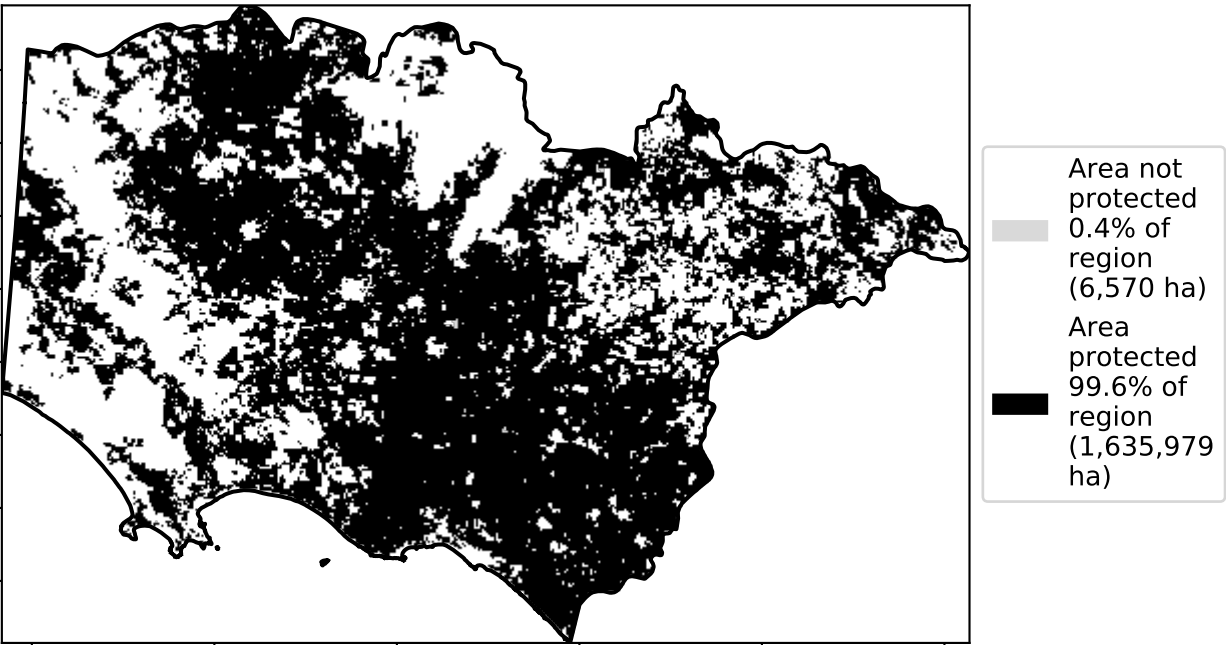 Area not
protected
0.4% of
region
(6,570 ha)
Area
protected
99.6% of
region
(1,635,979
ha)